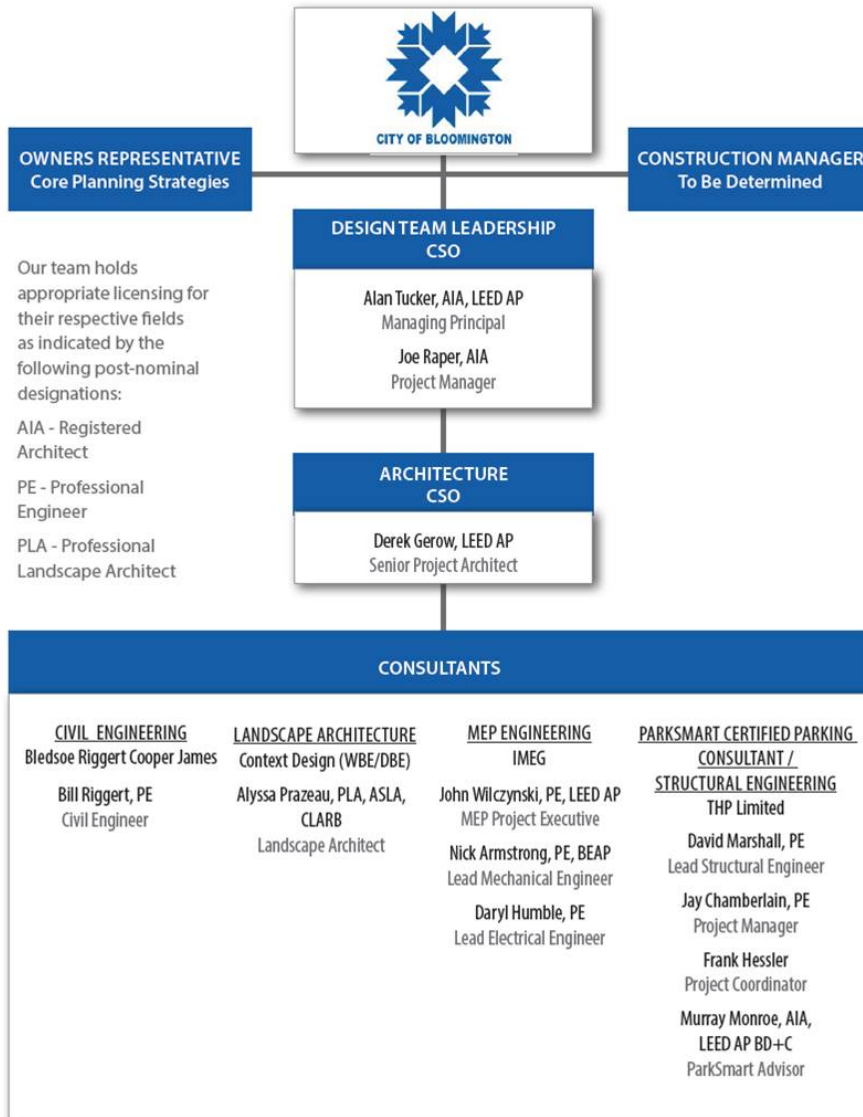 CITY OF BLOOMINGTON
OWNERS REPRESENTATIVE
Core Planning Strategies
CONSTRUCTION MANAGER
To Be Determined
DESIGN TEAM LEADERSHIP
CSO
Alan Tucker, AIA, LEED AP
Managing Principal
Joe Raper, AIA
Project Manager
Our team holds
appropriate licensing for
their respective fields
as indicated by the
following post-nominal
designations:
AIA - Registered
Architect
PE - Professional
Engineer
PLA - Professional
Landscape Architect
ARCHITECTURE
CSO
Derek Gerow, LEED AP
Senior Project Architect
CONSULTANTS
CIVIL ENGINEERING
Bledsoe Riggert Cooper James
Bill Riggert, PE
Civil Engineer
LANDSCAPE ARCHITECTURE
Context Design (WBE/DBE)
Alyssa Prazeau, PLA, ASLA,
CLARB
Landscape Architect
MEP ENGINEERING
IMEG
John Wilczynski, PE, LEED AP
MEP Project Executive
Nick Armstrong, PE, BEAP
Lead Mechanical Engineer
Daryl Humble, PE
Lead Electrical Engineer
PARKSMART CERTIFIED PARKING
CONSULTANT /
STRUCTURAL ENGINEERING
THP Limited
David Marshall, PE
Lead Structural Engineer
Jay Chamberlain, PE
Project Manager
Frank Hessler
Project Coordinator
Murray Monroe, AIA,
LEED AP BD+C
ParkSmart Advisor